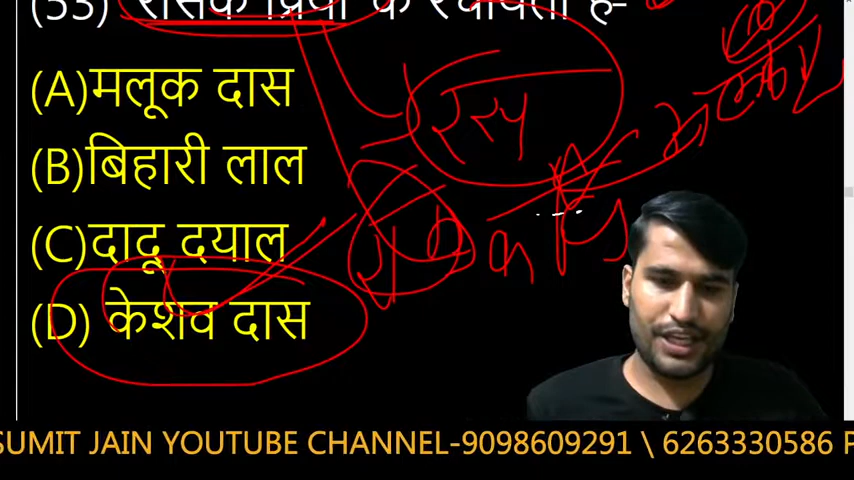 (53) रसिक प्रिया के रचयिता है-
(A)मलूक दास
(B)बिहारी लाल
(C)दादू दयाल
(D) केशव दास
SUMIT JAIN YOUTUBE CHANNEL-9098609291 \ 6263330586 P